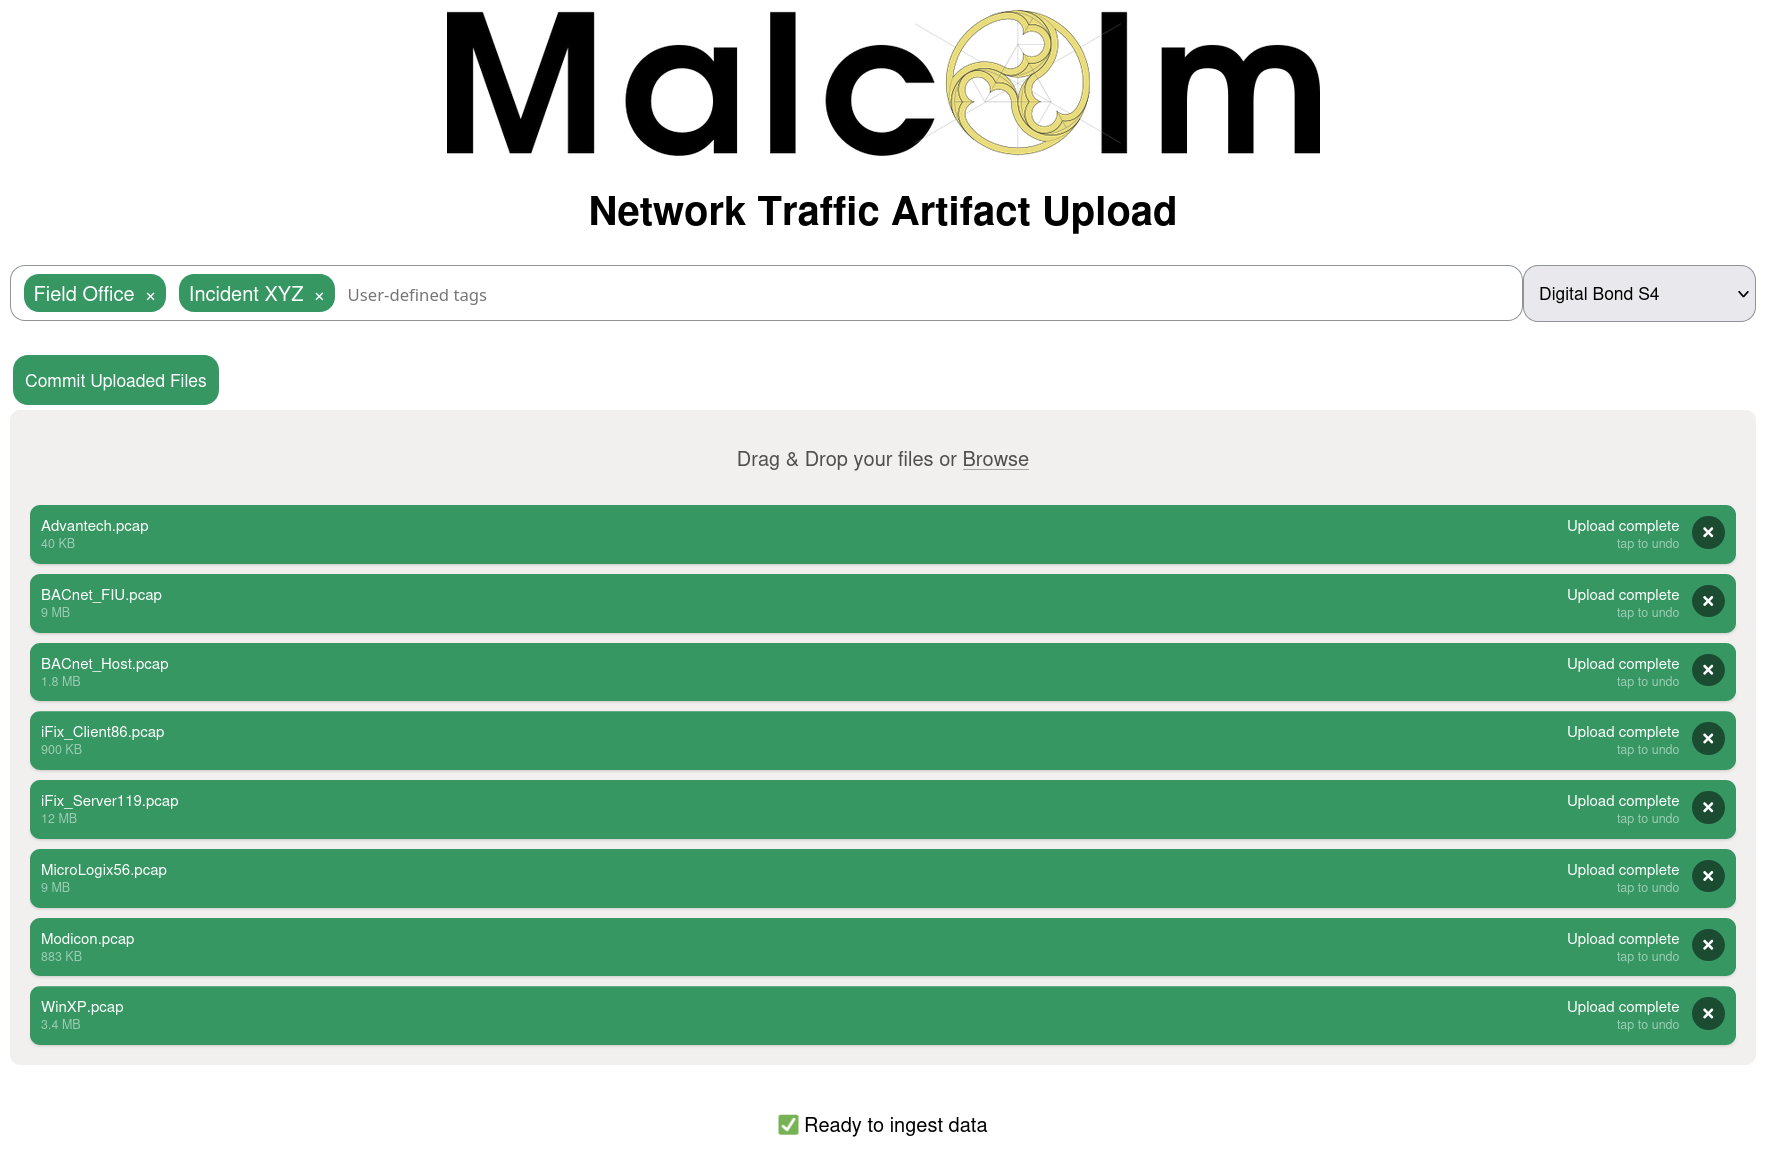 Malcolm
Network Traffic Artifact Upload
Field Office × Incident XYZ × User-defined tags Digital Bond S4
Commit Uploaded Files
Drag & Drop your files or Browse
Advantech.pcap Upload complete
40 KB tap to undo
BACnet_FIU.pcap Upload complete
9 MB tap to undo
BACnet_Host.pcap Upload complete
1.8 MB tap to undo
iFix_Client86.pcap Upload complete
900 KB tap to undo
iFix_Server119.pcap Upload complete
12 MB tap to undo
MicroLogix56.pcap Upload complete
9 MB tap to undo
Modicon.pcap Upload complete
883 KB tap to undo
WinXP.pcap Upload complete
3.4 MB tap to undo
✅ Ready to ingest data